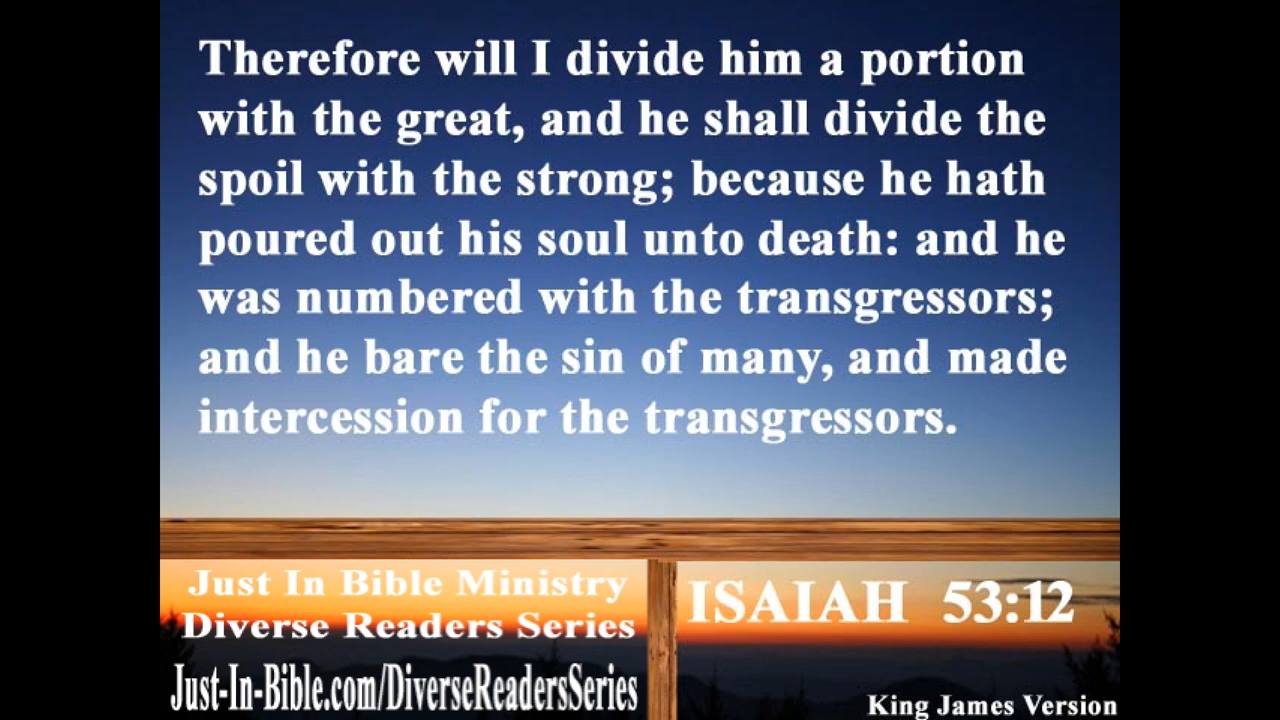 Therefore will I divide him a portion
with the great, and he shall divide the
spoil with the strong; because he hath
poured out his soul unto death: and he
was numbered with the transgressors;
and he bare the sin of many, and made
intercession for the transgressors.
Just In Bible Ministry
Diverse Readers Series
Just-In-Bible.com/DiverseReadersSeries
ISAIAH 53:12
King James Version